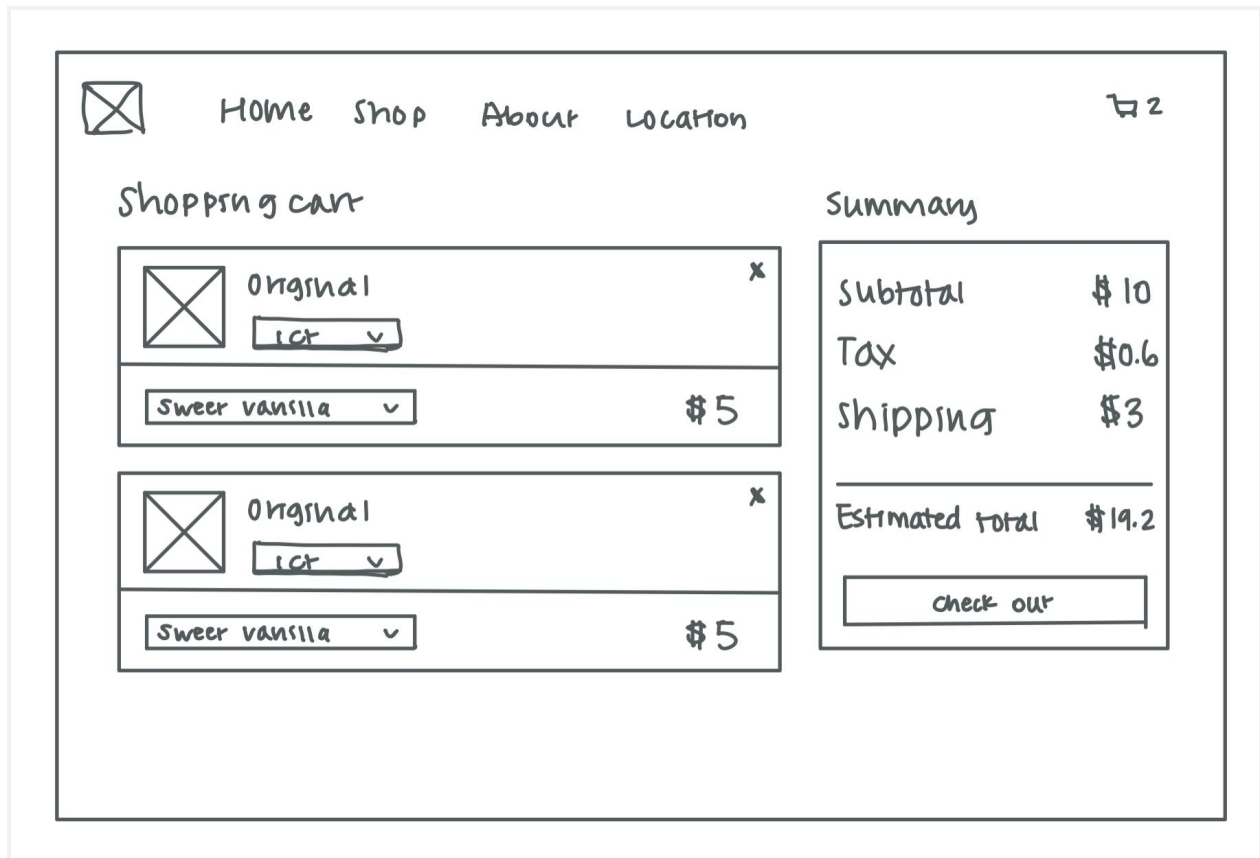 Home Shop About Location 2
Shopping cart
Original x
1ct
Sweet vanilla $5
Original x
1ct
Sweet vanilla $5
Summary
Subtotal $10
Tax $0.6
Shipping $3
Estimated total $19.2
Check out